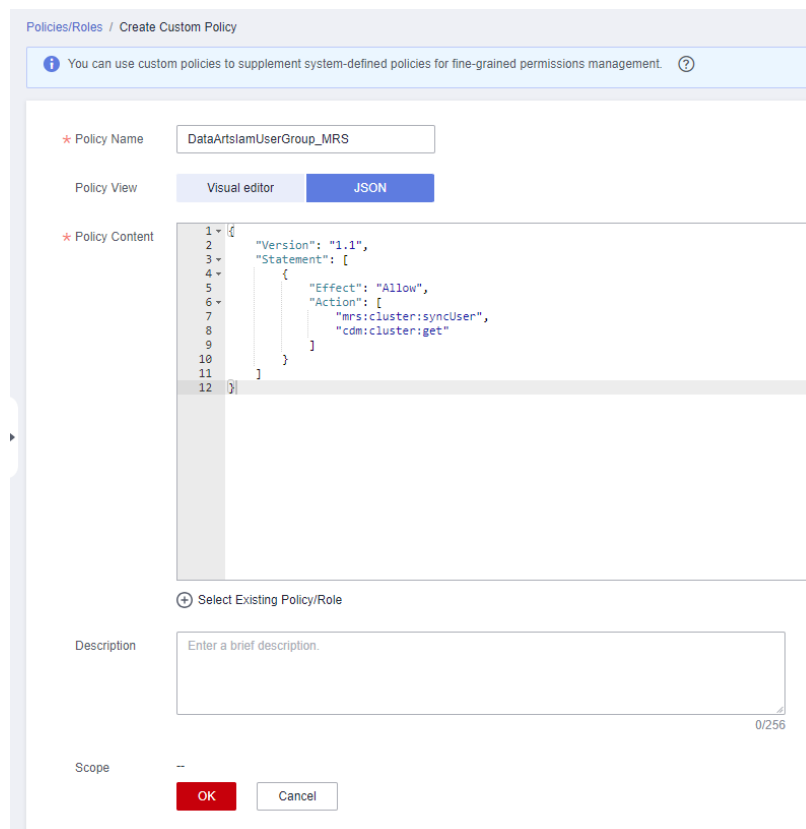 Policies/Roles / Create Custom Policy
You can use custom policies to supplement system-defined policies for fine-grained permissions management.
* Policy Name DataArtsIamUserGroup_MRS
Policy View Visual editor JSON
* Policy Content
1 {
2 "Version": "1.1",
3 "Statement": [
4 {
5 "Effect": "Allow",
6 "Action": [
7 "mrs:cluster:syncUser",
8 "cdm:cluster:get"
9 ]
10 }
11 ]
12 }
Select Existing Policy/Role
Description Enter a brief description.
0/256
Scope --
OK Cancel